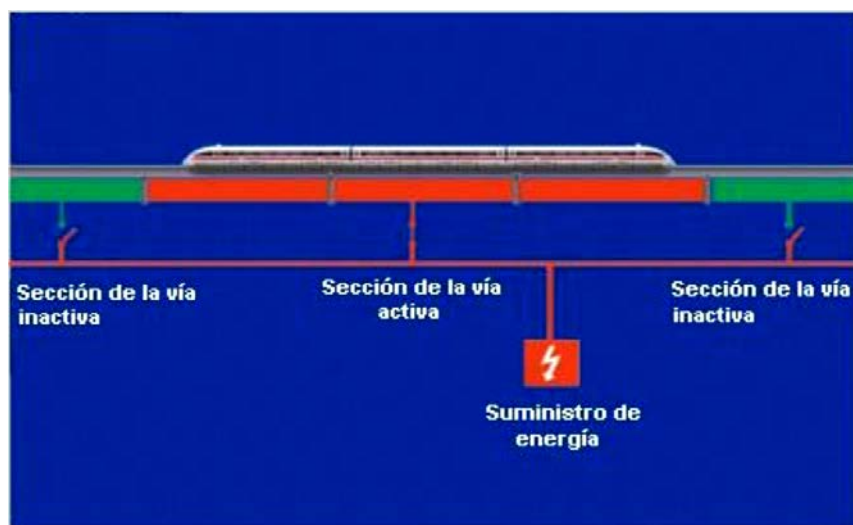 Sección de la vía
inactiva
Sección de la vía
activa
Sección de la vía
inactiva
Suministro de
energía